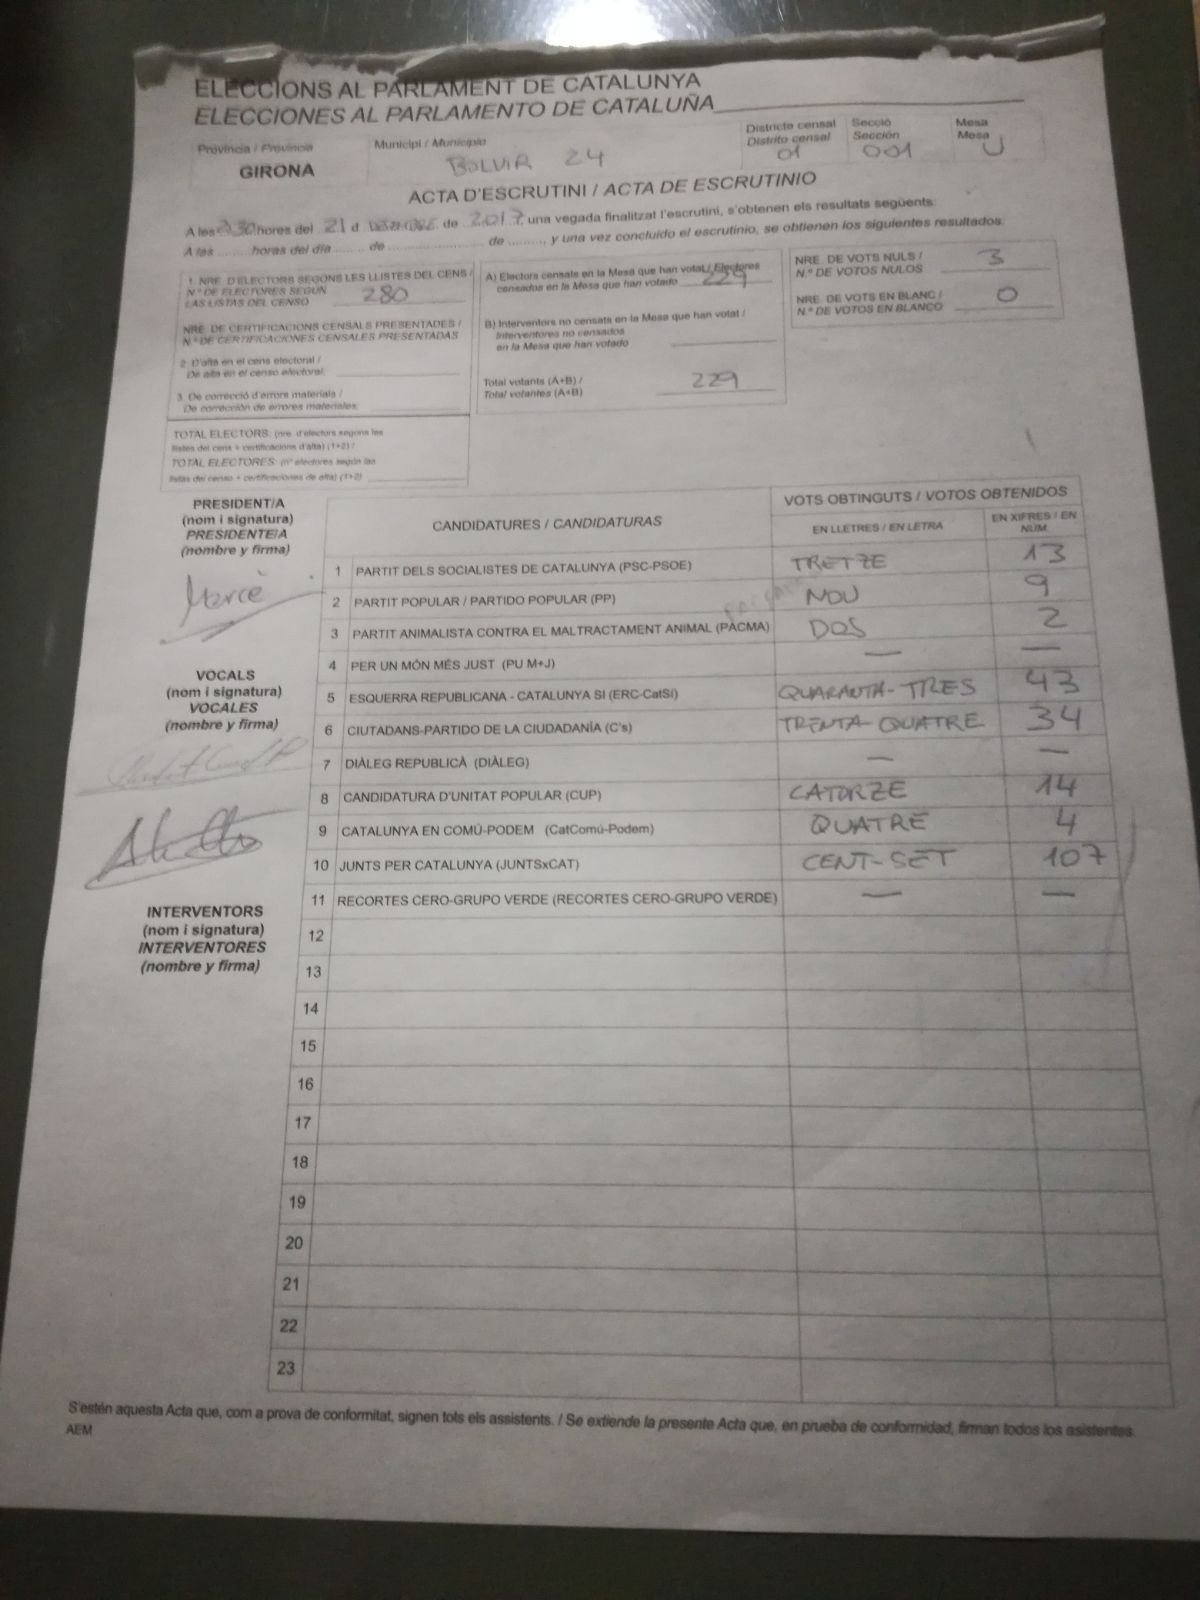 ELECCIONS AL PARLAMENT DE CATALUNYA
ELECCIONES AL PARLAMENTO DE CATALUÑA
Província / Provincia
GIRONA
Municipi / Municipio
BOLVIR 24
Districte censal
Distrito censal
01
Secció
Sección
001
Mesa
Mesa
U
ACTA D'ESCRUTINI / ACTA DE ESCRUTINIO
A les hores del 21 d DESEMBRE de 2017, una vegada finalitzat l'escrutini, s'obtenen els resultats següents:
A las ........ horas del día ....... de ...................... de ........, y una vez concluido el escrutinio, se obtienen los siguientes resultados:
1. NRE. D'ELECTORS SEGONS LES LLISTES DEL CENS /
N.º DE ELECTORES SEGÚN
LAS LISTAS DEL CENSO 280
NRE. DE CERTIFICACIONS CENSALS PRESENTADES /
N.º DE CERTIFICACIONES CENSALES PRESENTADAS
2. D'alta en el cens electoral /
De alta en el censo electoral:
3. De correcció d'errors materials /
De corrección de errores materiales:
TOTAL ELECTORS: (nre. d'electors segons les
llistes del cens + certificacions d'alta) (1+2) /
TOTAL ELECTORES: (nº electores según las
listas del censo + certificaciones de alta) (1+2)
A) Electors censats en la Mesa que han votat / Electores
censados en la Mesa que han votado 229
B) Interventors no censats en la Mesa que han votat /
Interventores no censados
en la Mesa que han votado
Total votants (A+B) /
Total votantes (A+B) 229
NRE. DE VOTS NULS /
N.º DE VOTOS NULOS 3
NRE. DE VOTS EN BLANC /
N.º DE VOTOS EN BLANCO 0
PRESIDENT/A
(nom i signatura)
PRESIDENTE/A
(nombre y firma)
Mercè
VOCALS
(nom i signatura)
VOCALES
(nombre y firma)
INTERVENTORS
(nom i signatura)
INTERVENTORES
(nombre y firma)
CANDIDATURES / CANDIDATURAS
VOTS OBTINGUTS / VOTOS OBTENIDOS
EN LLETRES / EN LETRA
EN XIFRES / EN NÚM.
1 PARTIT DELS SOCIALISTES DE CATALUNYA (PSC-PSOE) TRETZE 13
2 PARTIT POPULAR / PARTIDO POPULAR (PP) NOU 9
3 PARTIT ANIMALISTA CONTRA EL MALTRACTAMENT ANIMAL (PACMA) DOS 2
4 PER UN MÓN MÉS JUST (PU M+J) — —
5 ESQUERRA REPUBLICANA - CATALUNYA SI (ERC-CatSí) QUARANTA-TRES 43
6 CIUTADANS-PARTIDO DE LA CIUDADANÍA (C's) TRENTA-QUATRE 34
7 DIÀLEG REPUBLICÀ (DIÀLEG) — —
8 CANDIDATURA D'UNITAT POPULAR (CUP) CATORZE 14
9 CATALUNYA EN COMÚ-PODEM (CatComú-Podem) QUATRE 4
10 JUNTS PER CATALUNYA (JUNTSxCAT) CENT-SET 107
11 RECORTES CERO-GRUPO VERDE (RECORTES CERO-GRUPO VERDE) — —
12
13
14
15
16
17
18
19
20
21
22
23
S'estén aquesta Acta que, com a prova de conformitat, signen tots els assistents. / Se extiende la presente Acta que, en prueba de conformidad, firman todos los asistentes.
AEM